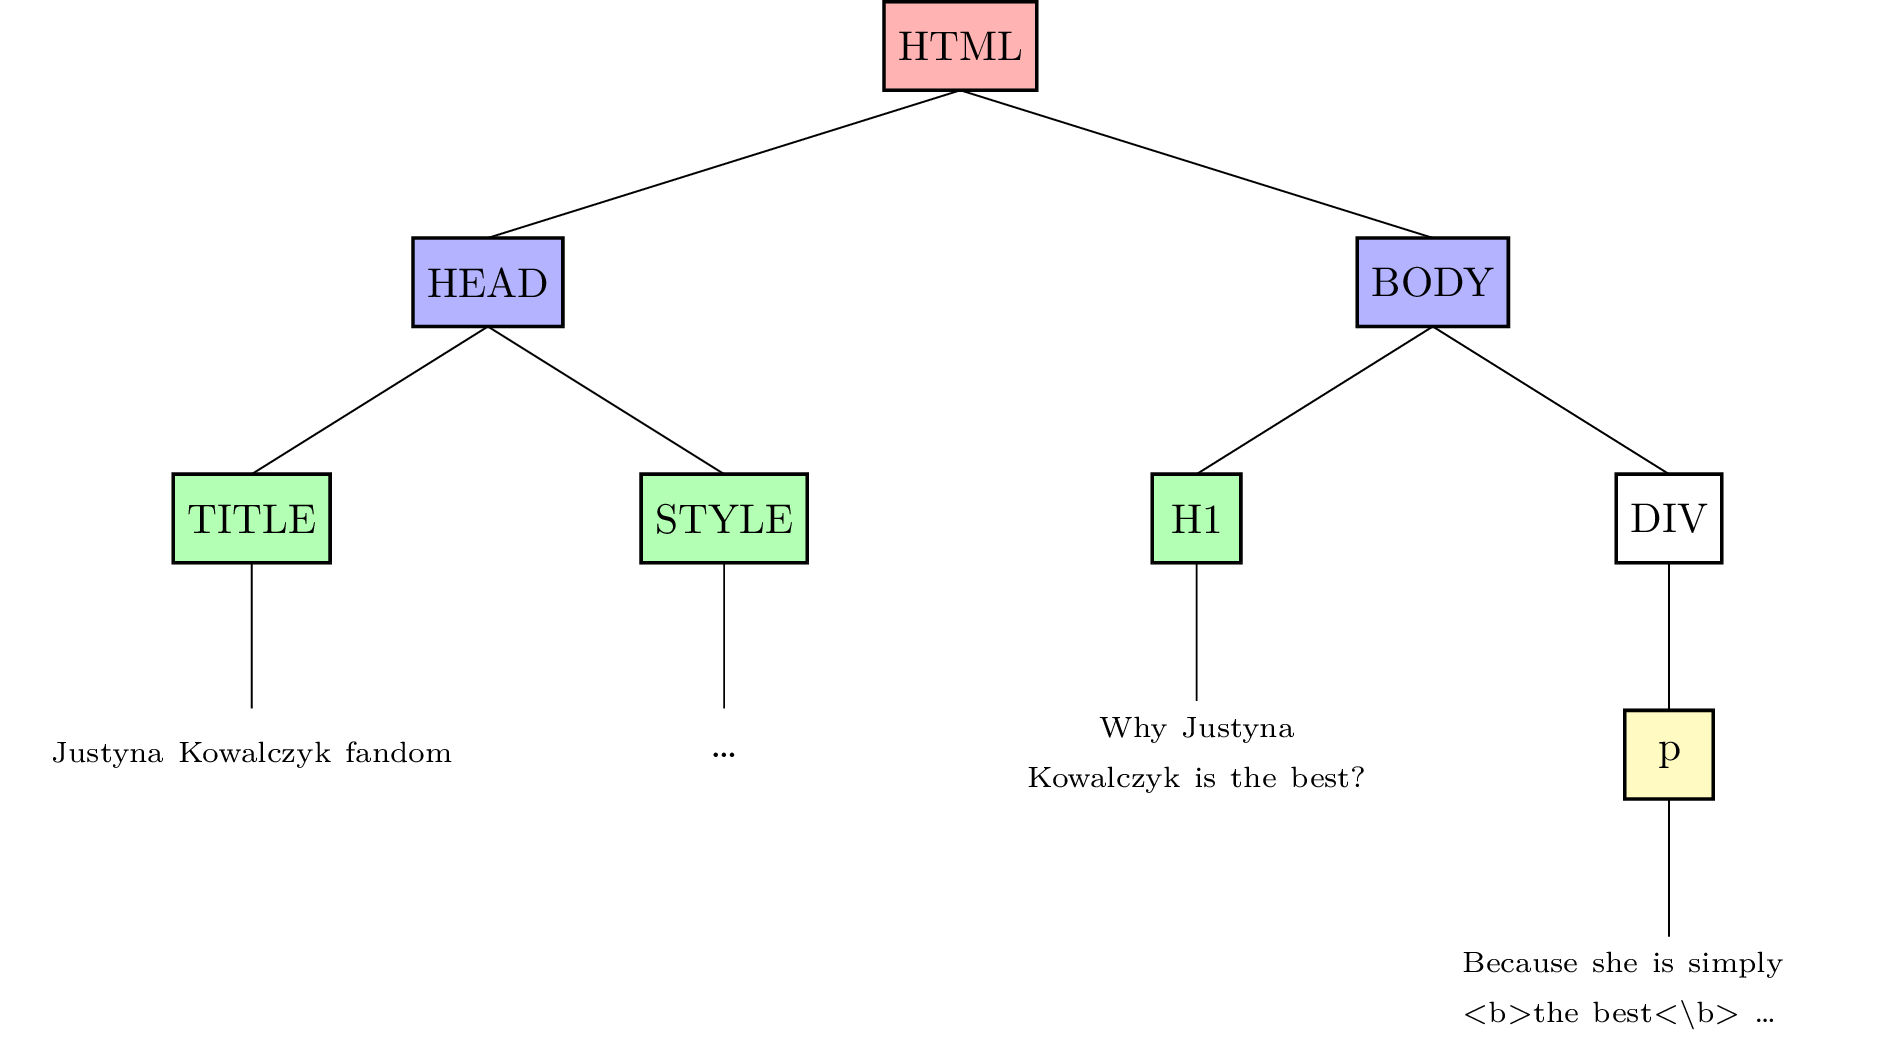 HTML
HEAD
BODY
TITLE
STYLE
H1
DIV
Justyna Kowalczyk fandom
...
Why Justyna
Kowalczyk is the best?
p
Because she is simply
<b>the best<\b> ...